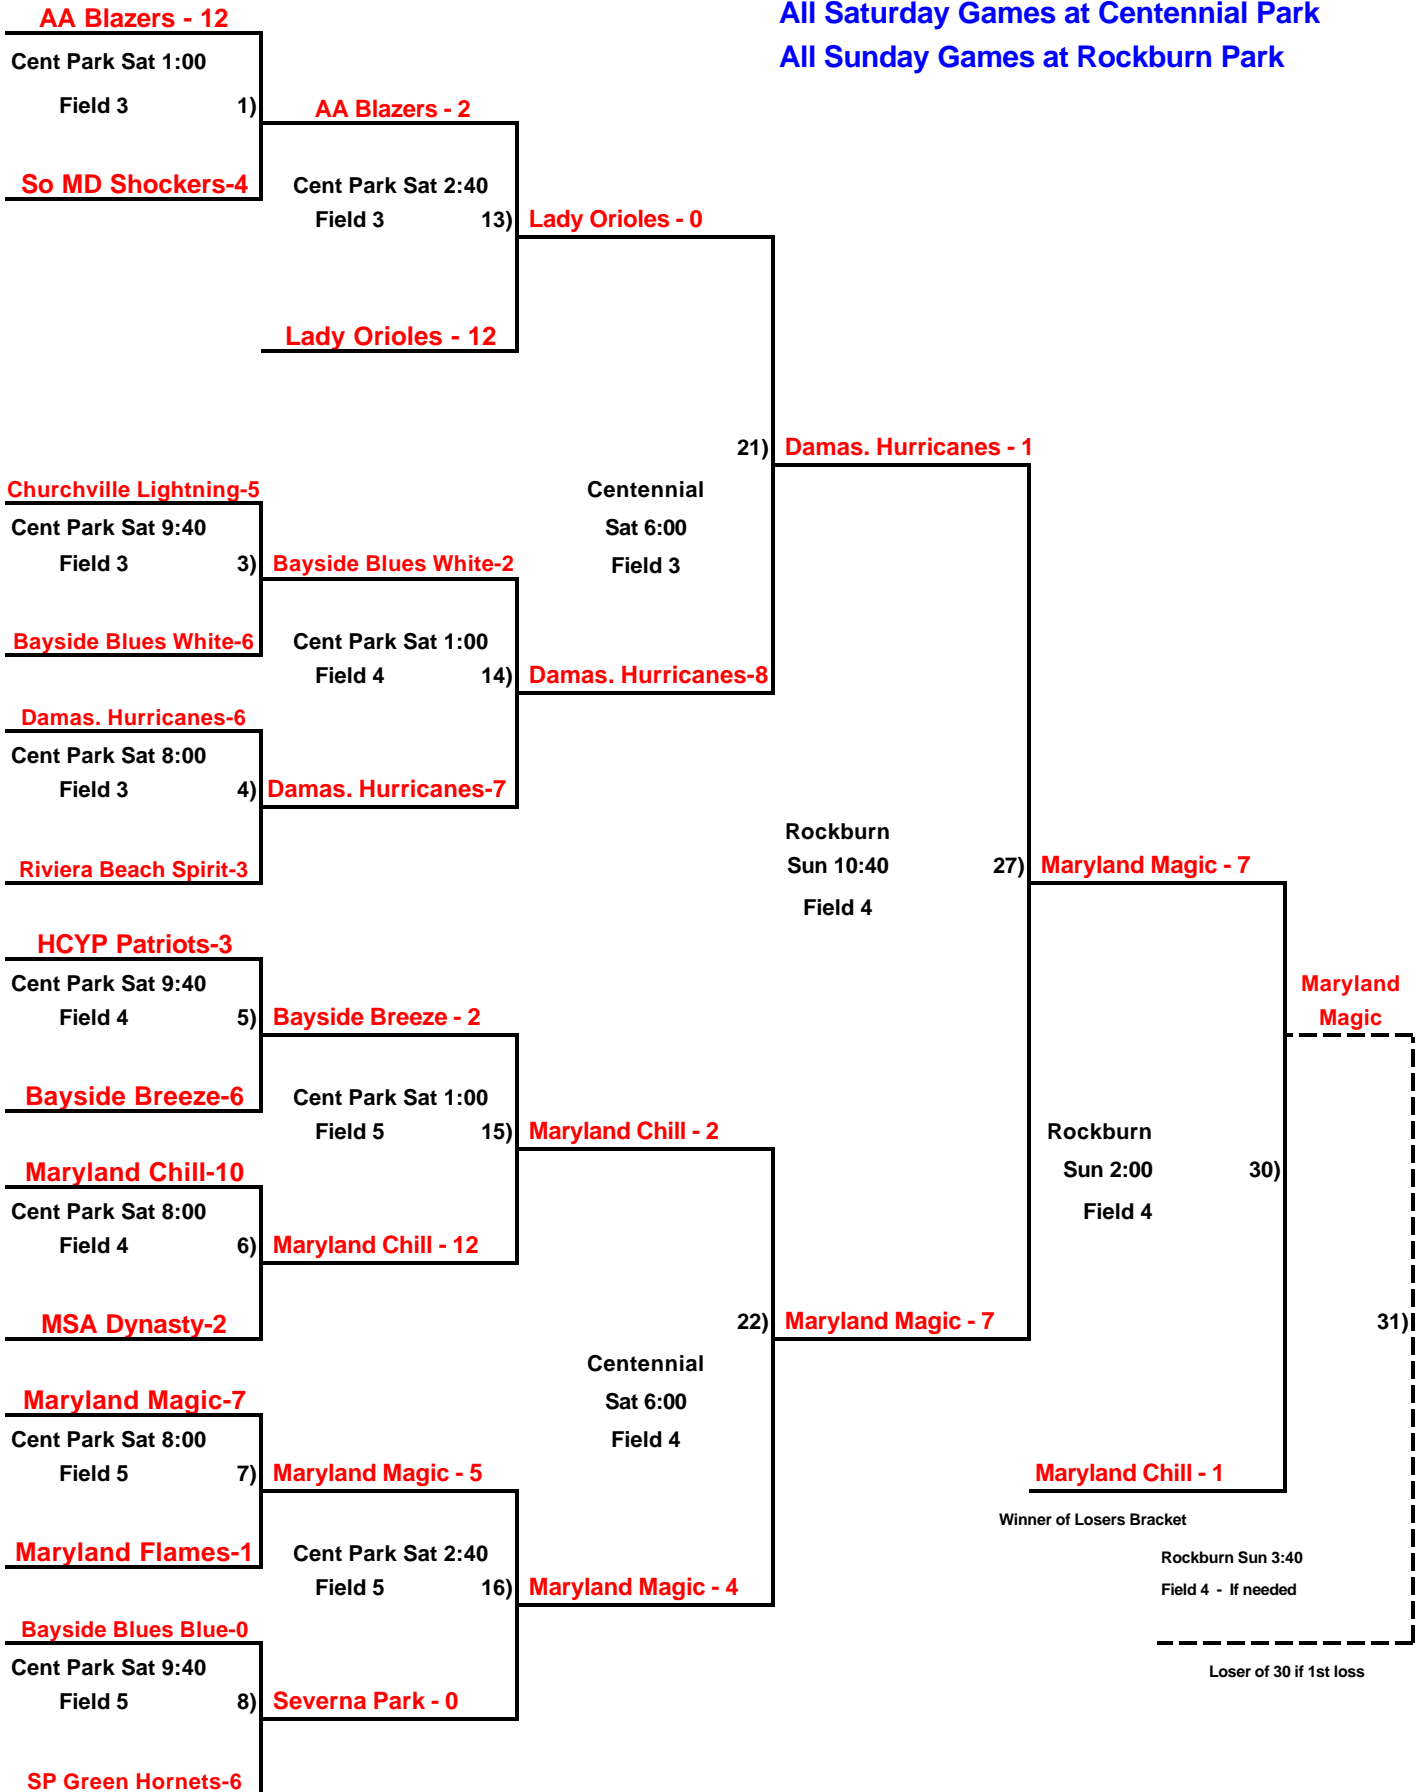 AA Blazers - 12
All Saturday Games at Centennial Park
Cent Park Sat 1:00
All Sunday Games at Rockburn Park
Field 3 1)
AA Blazers - 2
So MD Shockers-4
Cent Park Sat 2:40
Field 3 13)
Lady Orioles - 0
Lady Orioles - 12
21)
Damas. Hurricanes - 1
Churchville Lightning-5
Centennial
Cent Park Sat 9:40
Sat 6:00
Field 3 3)
Bayside Blues White-2
Field 3
Bayside Blues White-6
Cent Park Sat 1:00
Field 4 14)
Damas. Hurricanes-8
Damas. Hurricanes-6
Cent Park Sat 8:00
Field 3 4)
Damas. Hurricanes-7
Rockburn
Riviera Beach Spirit-3
Sun 10:40 27)
Maryland Magic - 7
Field 4
HCYP Patriots-3
Cent Park Sat 9:40
Maryland
Field 4 5)
Bayside Breeze - 2
Magic
Bayside Breeze-6
Cent Park Sat 1:00
Field 5 15)
Maryland Chill - 2
Rockburn
Maryland Chill-10
Sun 2:00 30)
Cent Park Sat 8:00
Field 4
Field 4 6)
Maryland Chill - 12
MSA Dynasty-2
22)
Maryland Magic - 7
31)
Centennial
Maryland Magic-7
Sat 6:00
Cent Park Sat 8:00
Field 4
Field 5 7)
Maryland Magic - 5
Maryland Chill - 1
Winner of Losers Bracket
Maryland Flames-1
Cent Park Sat 2:40
Rockburn Sun 3:40
Field 5 16)
Maryland Magic - 4
Field 4 - If needed
Bayside Blues Blue-0
Cent Park Sat 9:40
Loser of 30 if 1st loss
Field 5 8)
Severna Park - 0
SP Green Hornets-6